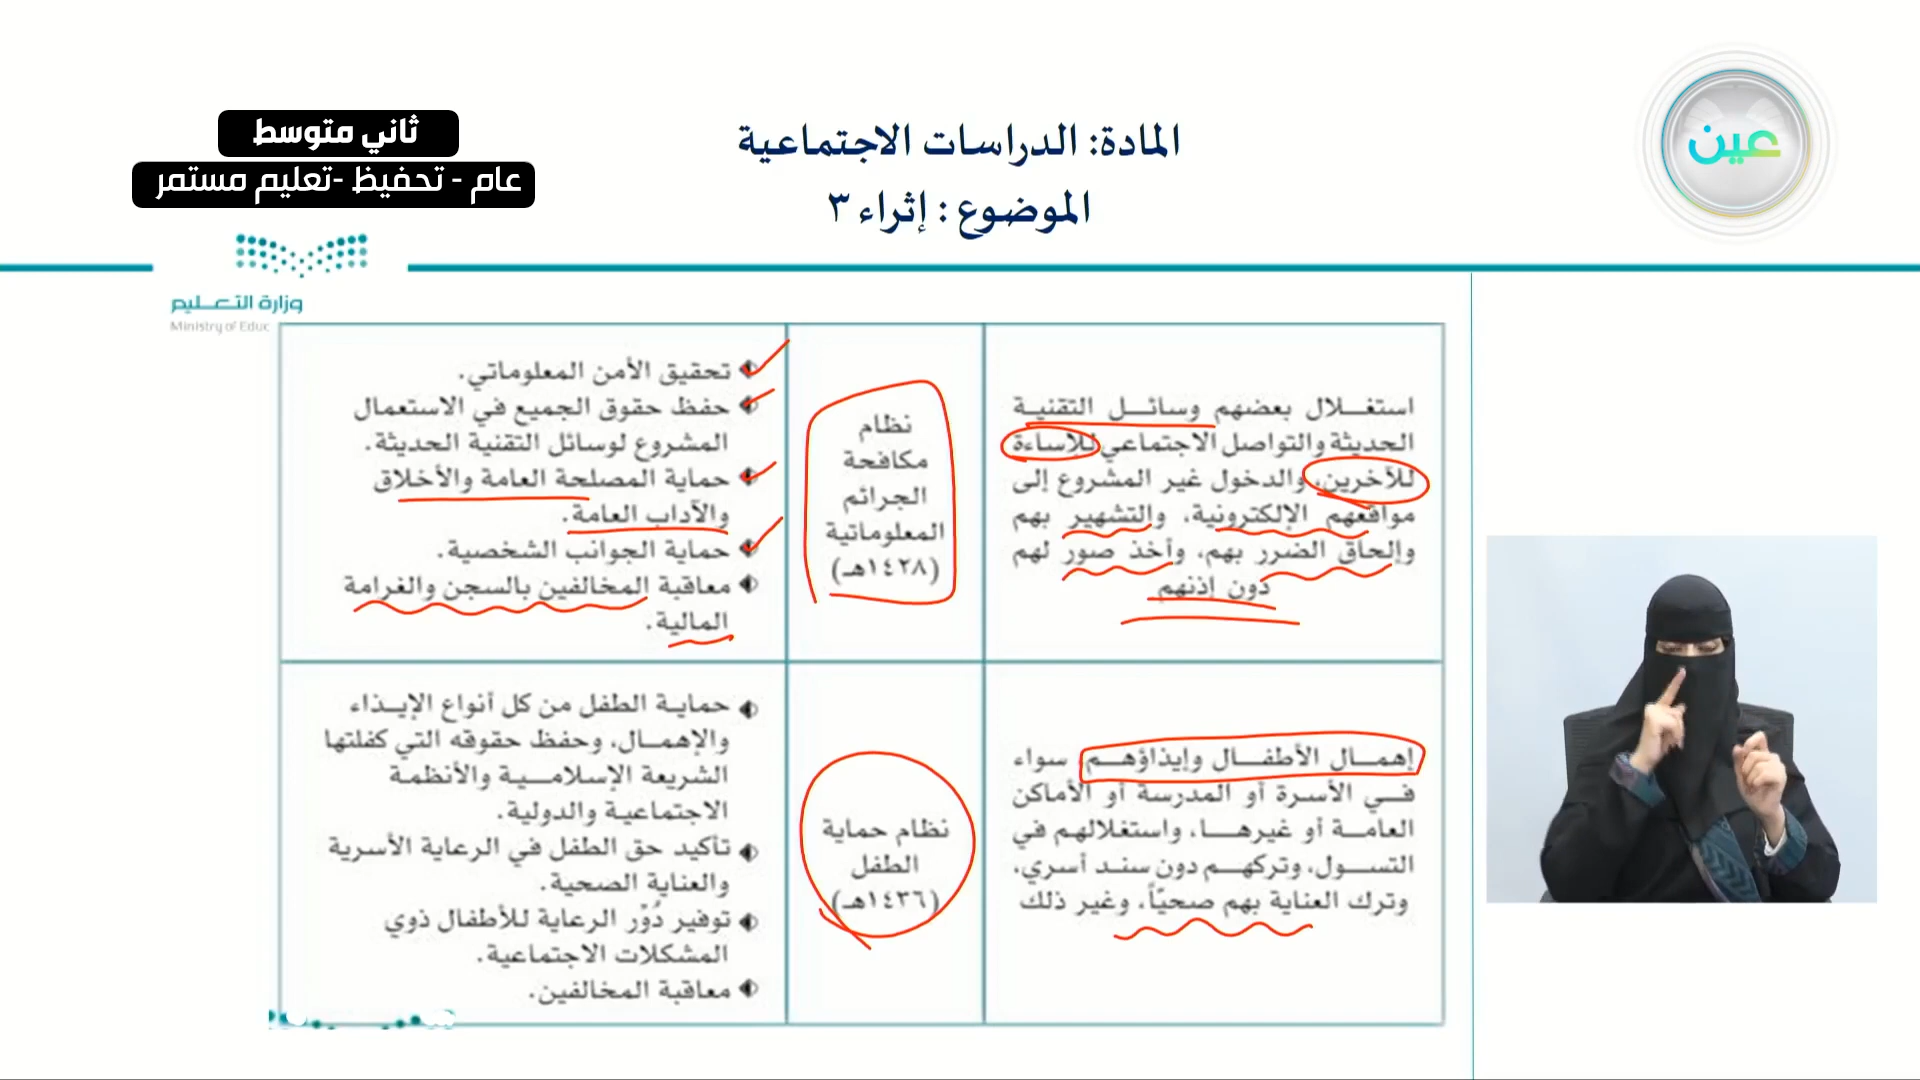 عين
المادة: الدراسات الاجتماعية
الموضوع : إثراء ٣
ثاني متوسط
عام - تحفيظ -تعليم مستمر
وزارة التعليم
Ministry of Educ
استغلال بعضهم وسائل التقنية
الحديثة والتواصل الاجتماعي للإساءة
للآخرين، والدخول غير المشروع إلى
مواقعهم الإلكترونية، والتشهير بهم
وإلحاق الضرر بهم، وأخذ صور لهم
دون إذنهم
نظام
مكافحة
الجرائم
المعلوماتية
(١٤٢٨هـ)
تحقيق الأمن المعلوماتي.
حفظ حقوق الجميع في الاستعمال
المشروع لوسائل التقنية الحديثة.
حماية المصلحة العامة والأخلاق
والآداب العامة.
حماية الجوانب الشخصية.
معاقبة المخالفين بالسجن والغرامة
المالية.
إهمال الأطفال وإيذاؤهم سواء
في الأسرة أو المدرسة أو الأماكن
العامة أو غيرها، واستغلالهم في
التسول، وتركهم دون سند أسري،
وترك العناية بهم صحيًّا، وغير ذلك
نظام حماية
الطفل
(١٤٣٦هـ)
حماية الطفل من كل أنواع الإيذاء
والإهمال، وحفظ حقوقه التي كفلتها
الشريعة الإسلامية والأنظمة
الاجتماعية والدولية.
تأكيد حق الطفل في الرعاية الأسرية
والعناية الصحية.
توفير دُوْر الرعاية للأطفال ذوي
المشكلات الاجتماعية.
معاقبة المخالفين.